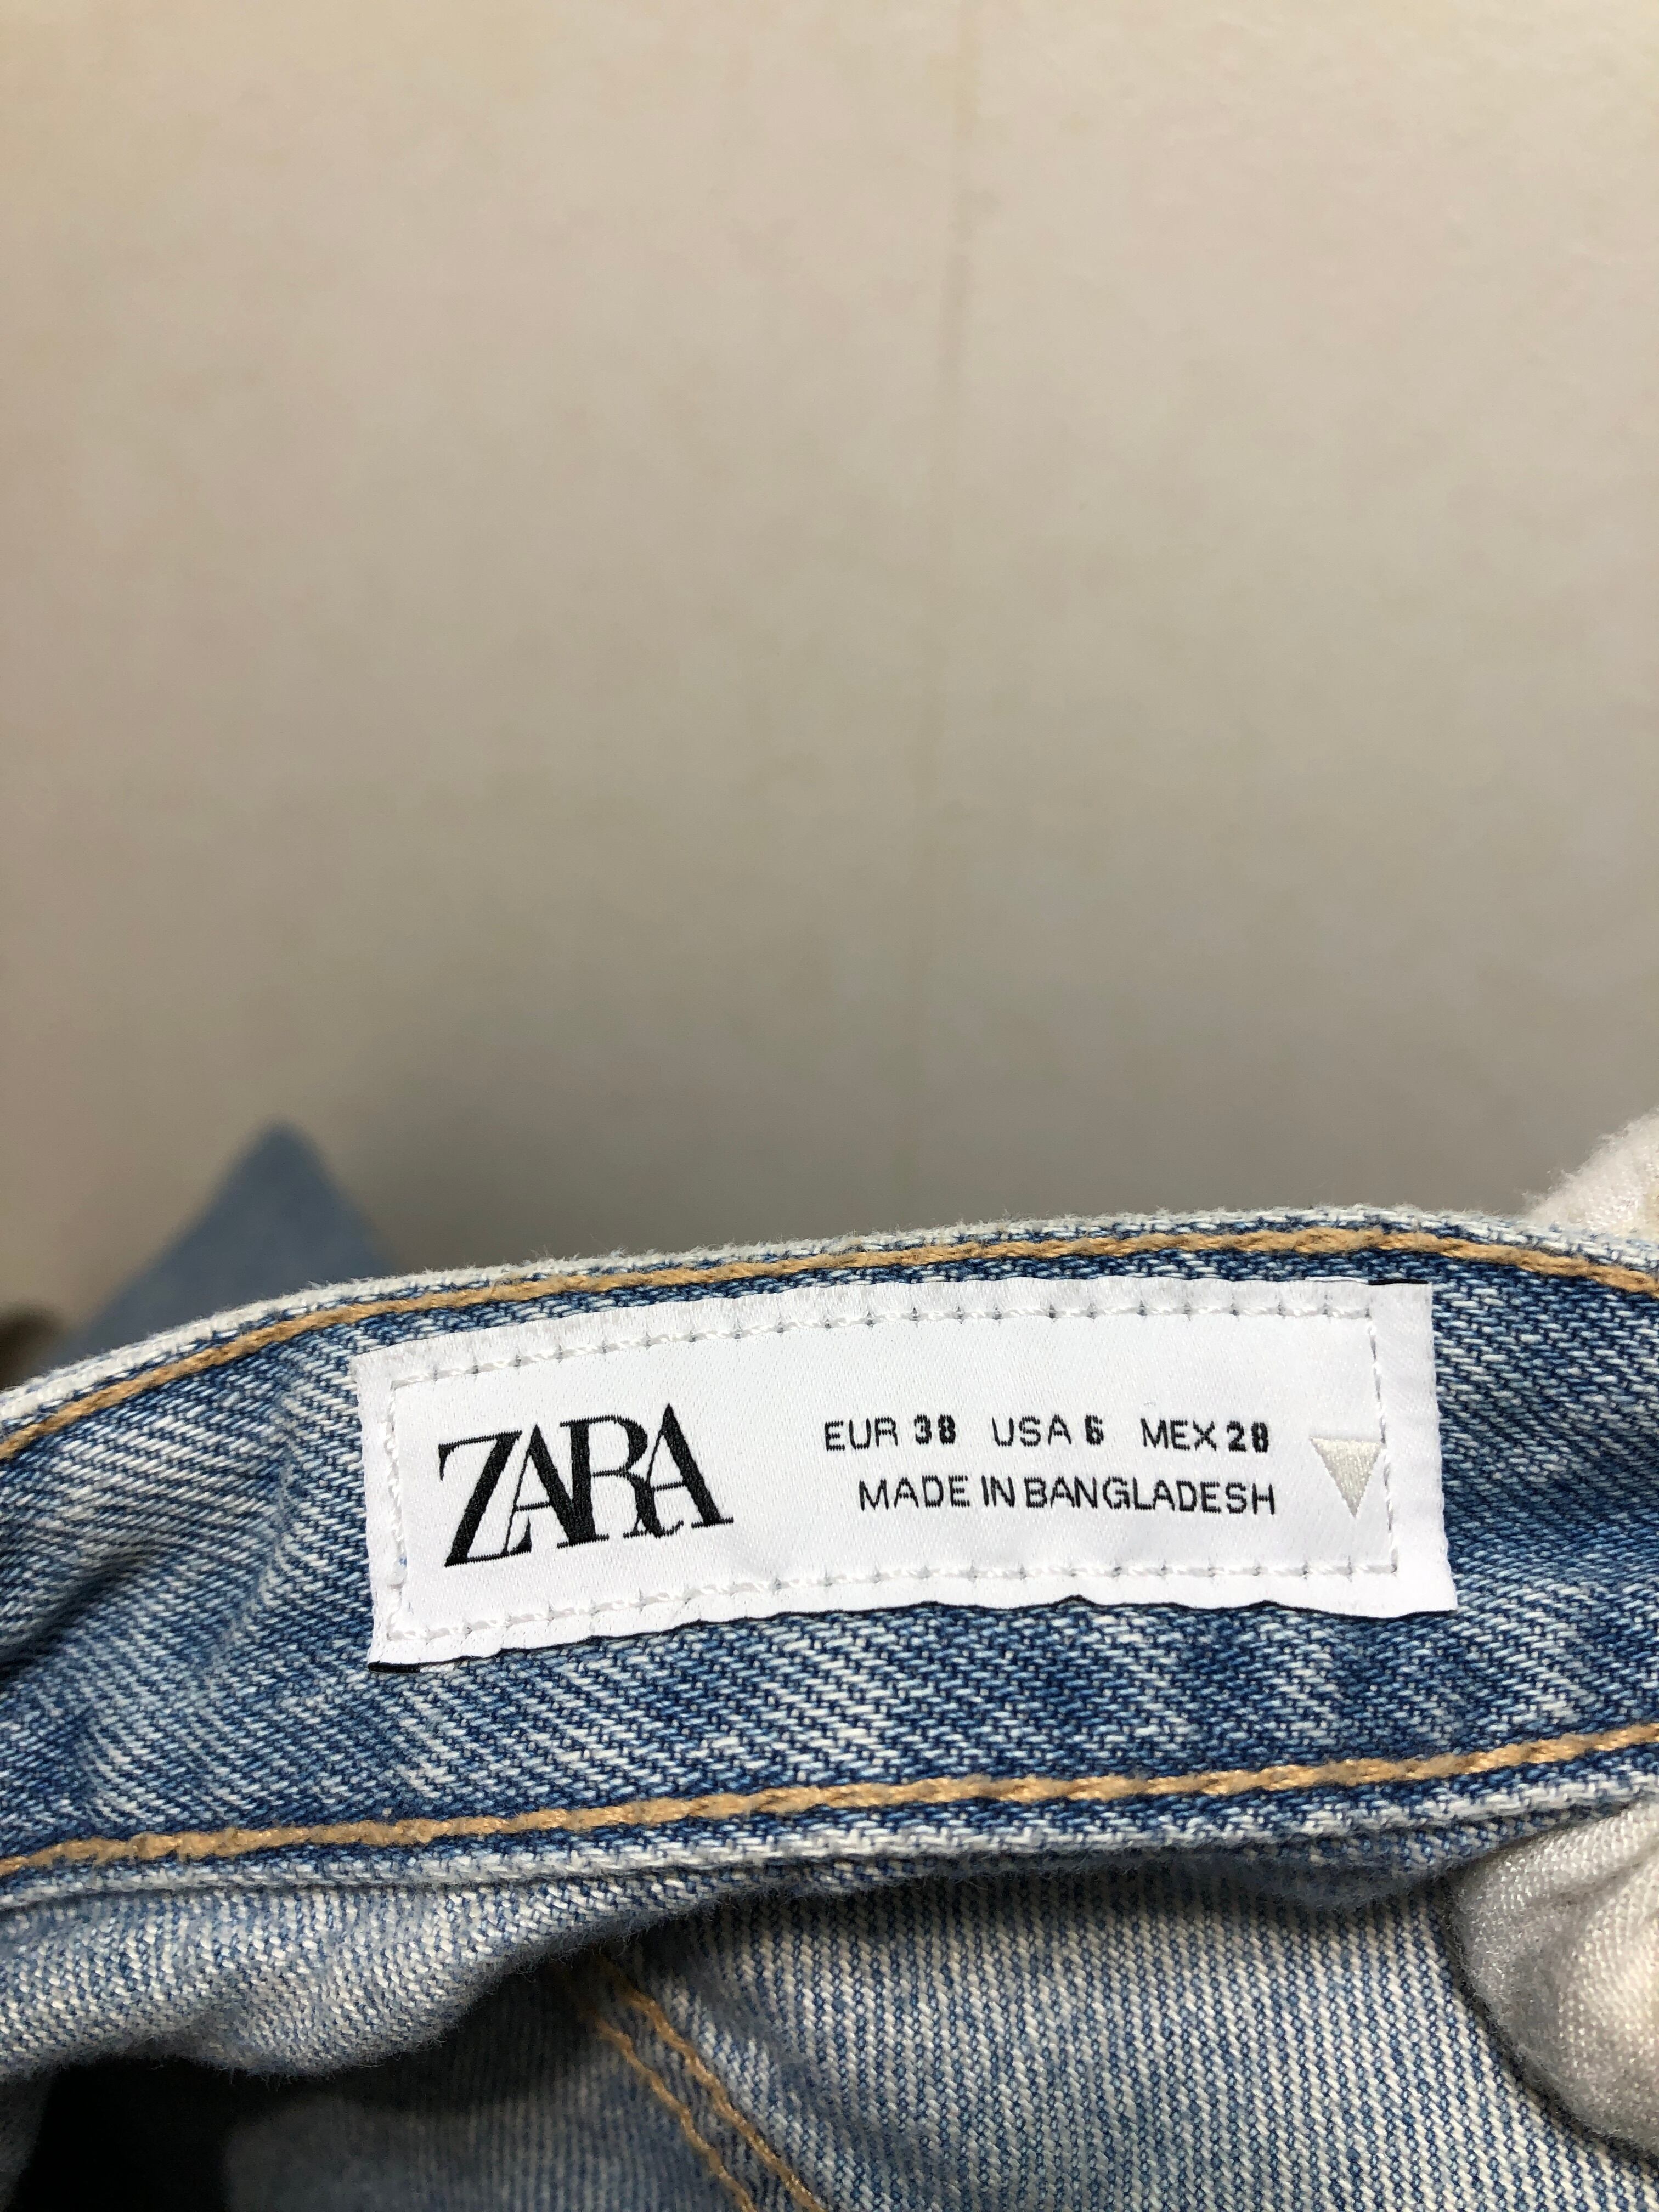 ZARA
EUR 38 USA 6 MEX 28
MADE IN BANGLADESH